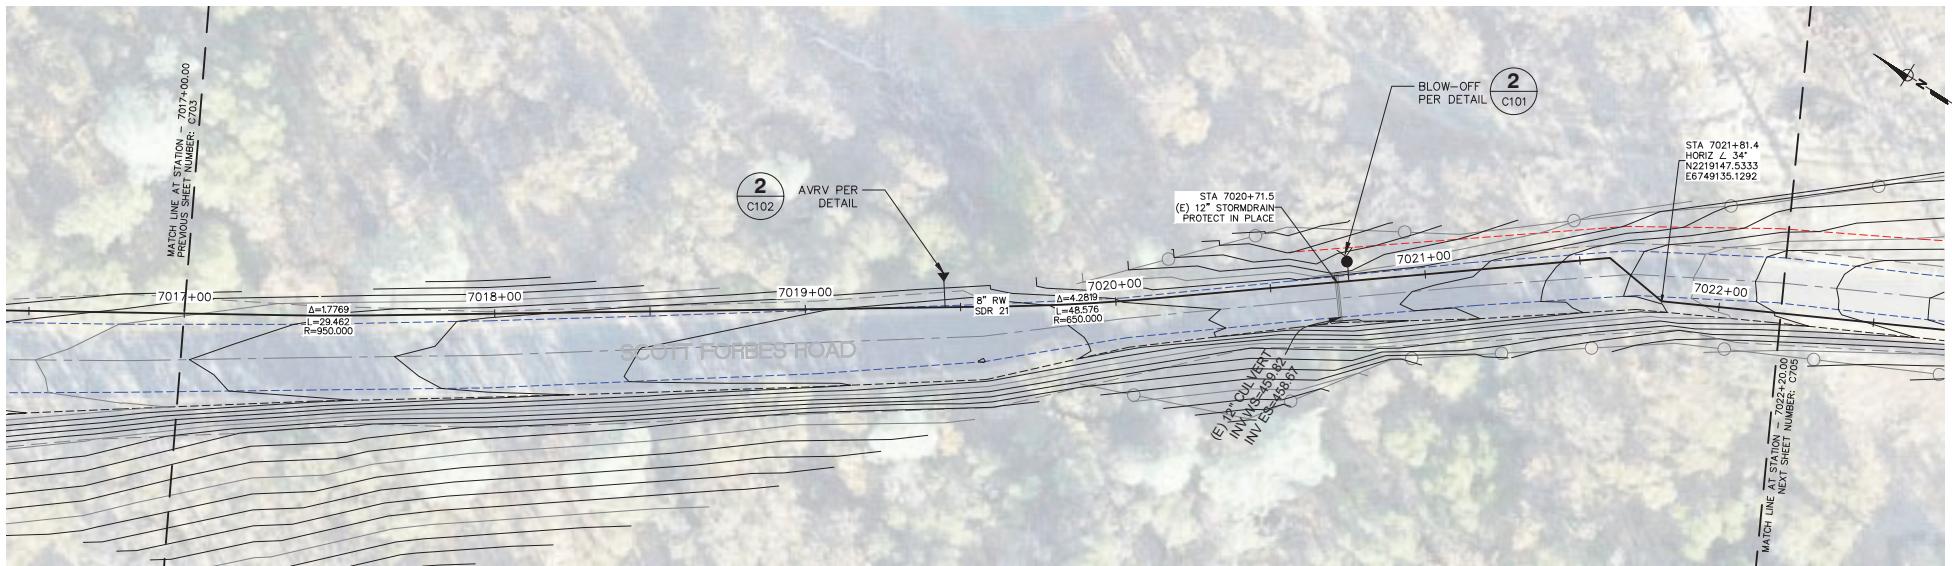 MATCH LINE AT STATION - 7017+00.00
PREVIOUS SHEET NUMBER: C703
7017+00
Δ=1.7769
L=29.462
R=950.000
7018+00
SCOTT FORBES ROAD
2
C102
AVRV PER
DETAIL
7019+00
8" RW
SDR 21
Δ=4.2819
L=48.576
R=650.000
7020+00
STA 7020+71.5
(E) 12" STORMDRAIN
PROTECT IN PLACE
(E) 12" CULVERT
INV WS=459.82
INV ES=458.67
BLOW-OFF
PER DETAIL
2
C101
7021+00
STA 7021+81.4
HORIZ ∠ 34°
N2219147.5333
E6749135.1292
7022+00
MATCH LINE AT STATION - 7022+20.00
NEXT SHEET NUMBER: C705
N